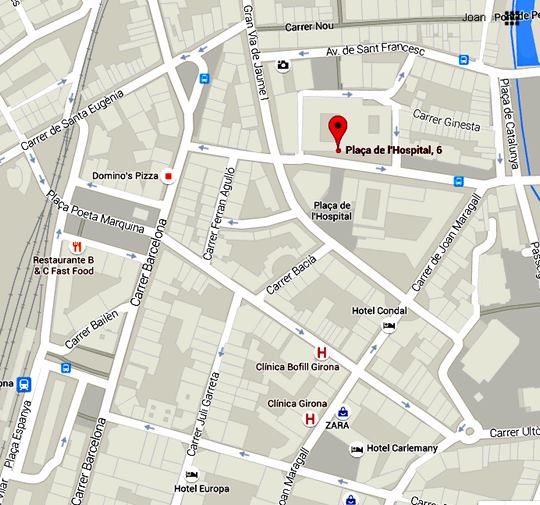 Carrer Nou
Joan
Gran Via de Jaume I
Av. de Sant Francesc
Carrer Ginesta
Plaça de Catalunya
Carrer de Santa Eugènia
Plaça de l'Hospital, 6
Domino's Pizza
Carrer Ferran Agulló
Plaça de
l'Hospital
Plaça Poeta Marquina
Carrer de Joan Maragall
Restaurante B
& C Fast Food
Carrer Barcelona
Carrer Bacià
Hotel Condal
Carrer Bailèn
H
Clínica Bofill Girona
Carrer Juli Garreta
Clínica Girona
H
ZARA
Plaça Espanya
Carrer Barcelona
Carrer Ulto
Hotel Carlemany
Joan Maragall
Hotel Europa